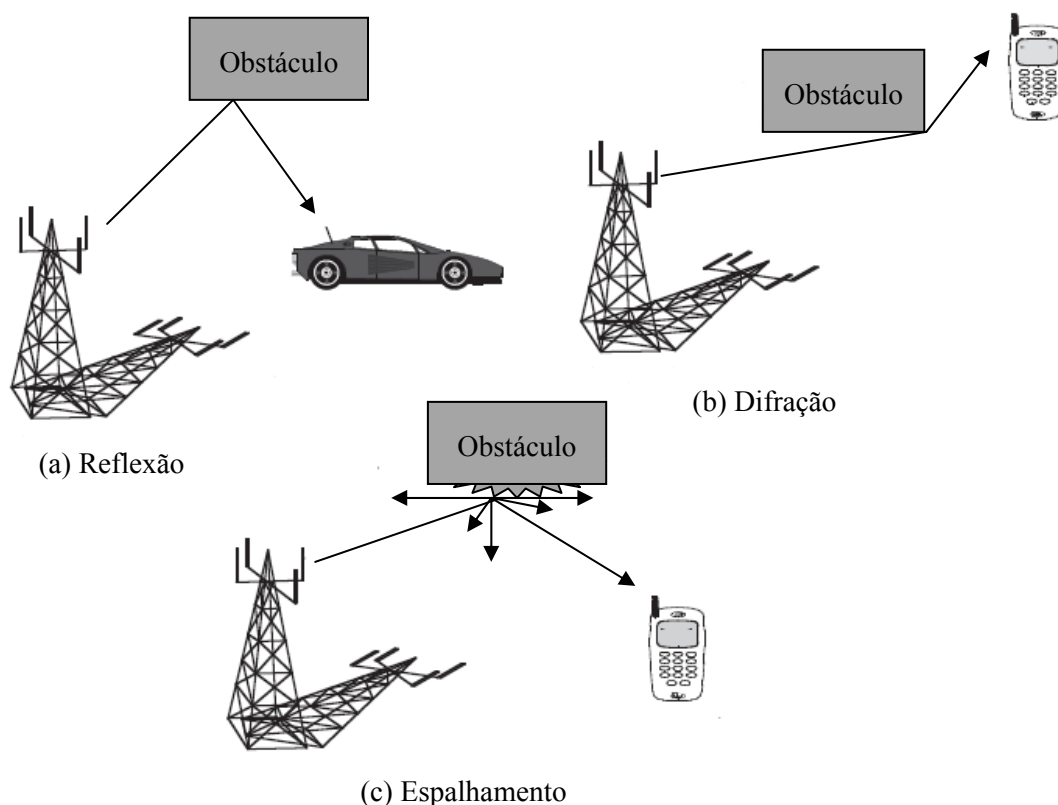 Obstáculo
Obstáculo
(a) Reflexão
(b) Difração
Obstáculo
(c) Espalhamento